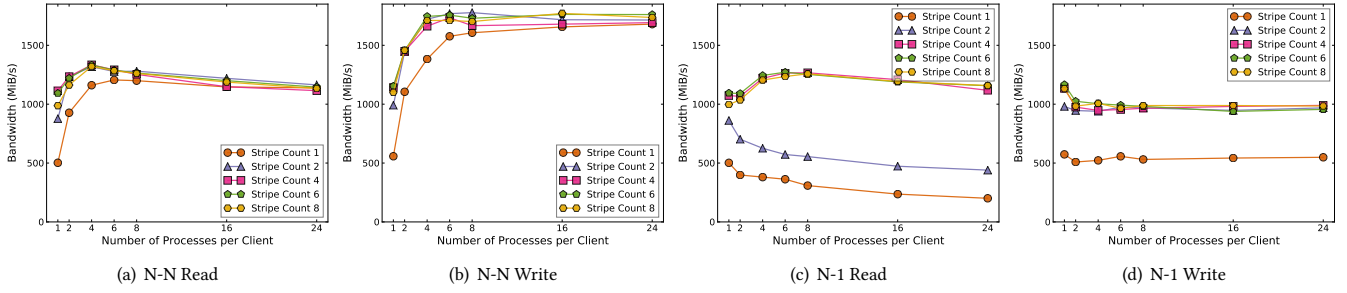 1500
1000
500
0
Bandwidth (MiB/s)
1 2 4 6 8 16 24
Number of Processes per Client
Stripe Count 1
Stripe Count 2
Stripe Count 4
Stripe Count 6
Stripe Count 8
(a) N-N Read
1500
1000
500
0
Bandwidth (MiB/s)
1 2 4 6 8 16 24
Number of Processes per Client
Stripe Count 1
Stripe Count 2
Stripe Count 4
Stripe Count 6
Stripe Count 8
(b) N-N Write
1500
1000
500
0
Bandwidth (MiB/s)
Stripe Count 1
Stripe Count 2
Stripe Count 4
Stripe Count 6
Stripe Count 8
1 2 4 6 8 16 24
Number of Processes per Client
(c) N-1 Read
1500
1000
500
0
Bandwidth (MiB/s)
Stripe Count 1
Stripe Count 2
Stripe Count 4
Stripe Count 6
Stripe Count 8
1 2 4 6 8 16 24
Number of Processes per Client
(d) N-1 Write